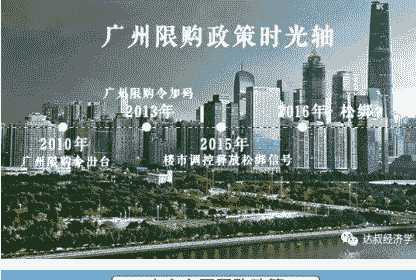 广州限购政策时光轴
广州限购令加码
2013年
2016年 松绑
2010年
广州限购令出台
2015年
楼市调控释放松绑信号
达叔经济学